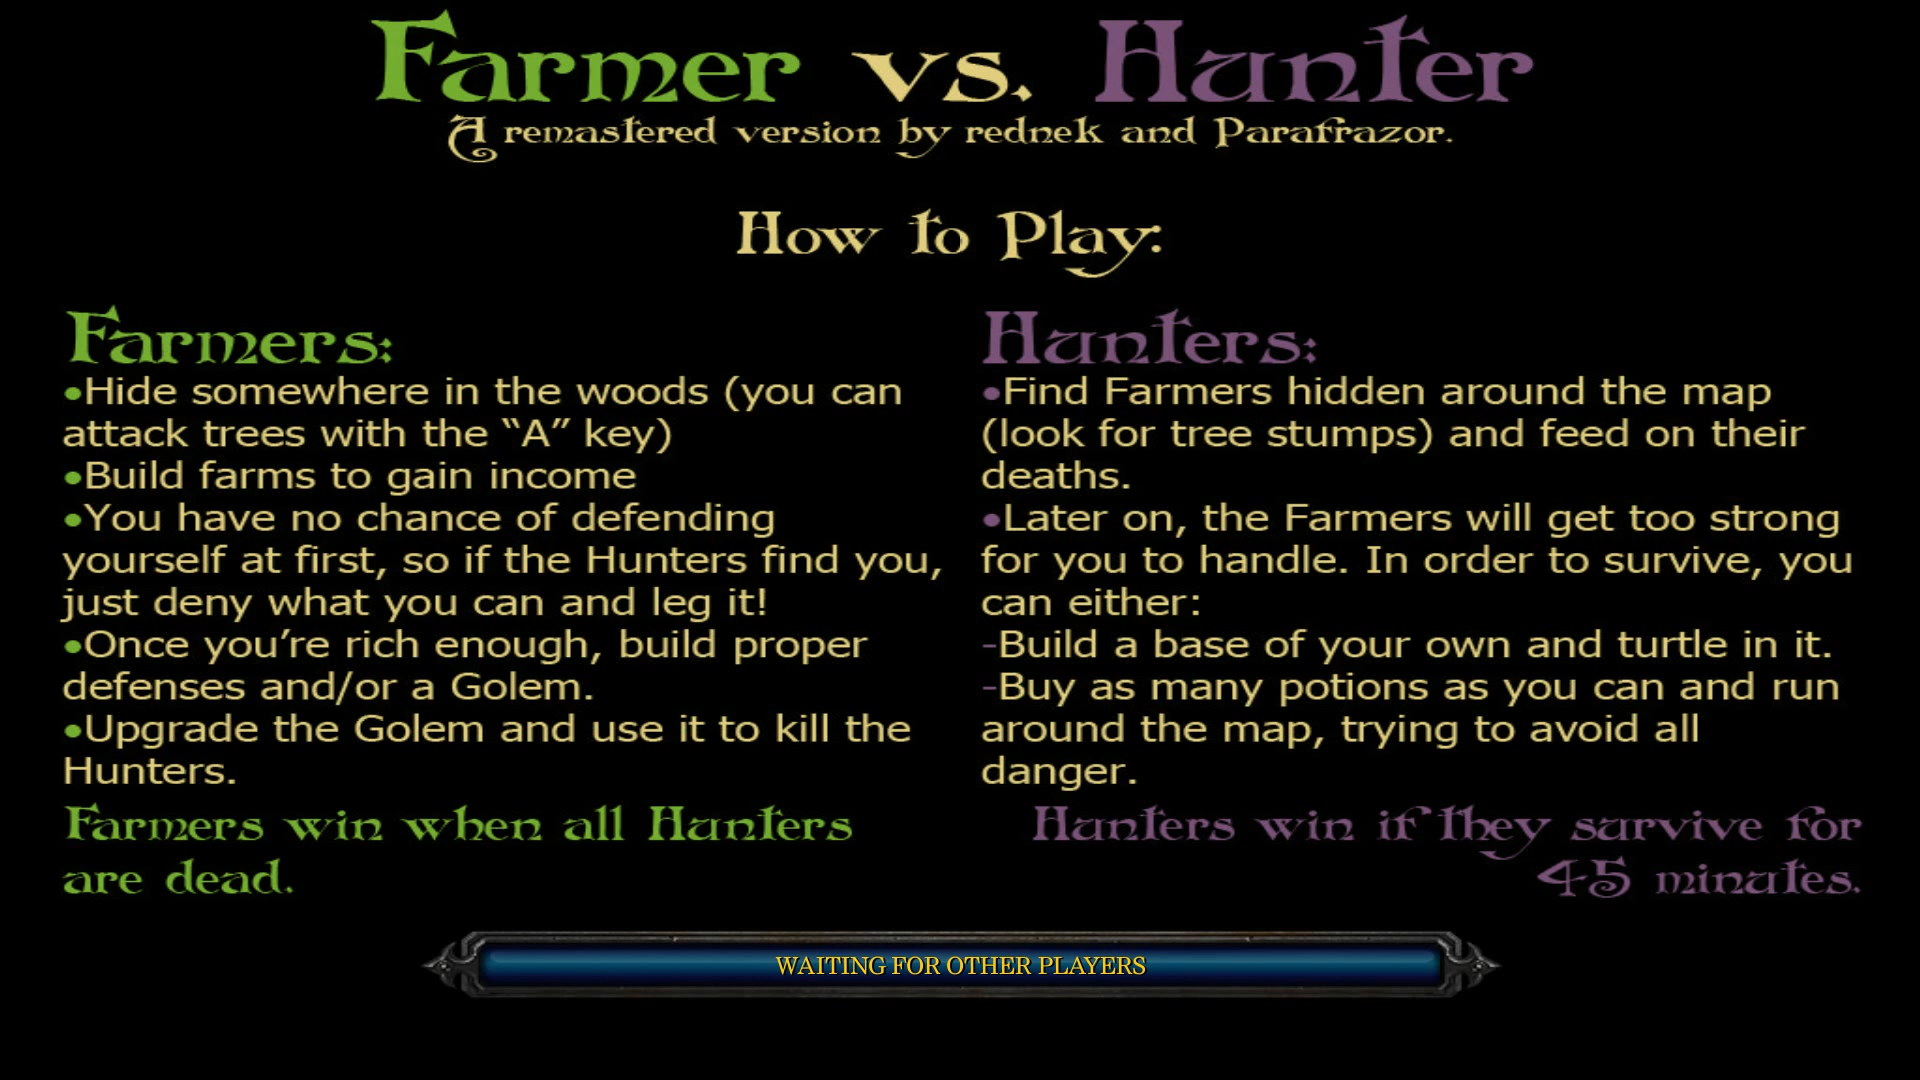 Farmer vs. Hunter
A remastered version by rednek and Parafrazor.
How to Play:
Farmers:
•Hide somewhere in the woods (you can
attack trees with the “A” key)
•Build farms to gain income
•You have no chance of defending
yourself at first, so if the Hunters find you,
just deny what you can and leg it!
•Once you’re rich enough, build proper
defenses and/or a Golem.
•Upgrade the Golem and use it to kill the
Hunters.
Farmers win when all Hunters
are dead.
Hunters:
•Find Farmers hidden around the map
(look for tree stumps) and feed on their
deaths.
•Later on, the Farmers will get too strong
for you to handle. In order to survive, you
can either:
-Build a base of your own and turtle in it.
-Buy as many potions as you can and run
around the map, trying to avoid all
danger.
Hunters win if they survive for
45 minutes.
WAITING FOR OTHER PLAYERS